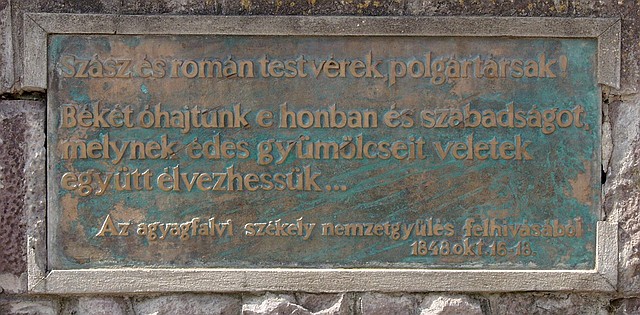 Szász és román testvérek polgártársak!
Békét óhajtunk e honban és szabadságot,
melynek édes gyümölcseit veletek
együtt élvezhessük...
Az agyagfalvi székely nemzetgyűlés felhívásából
1848 okt 16-18.